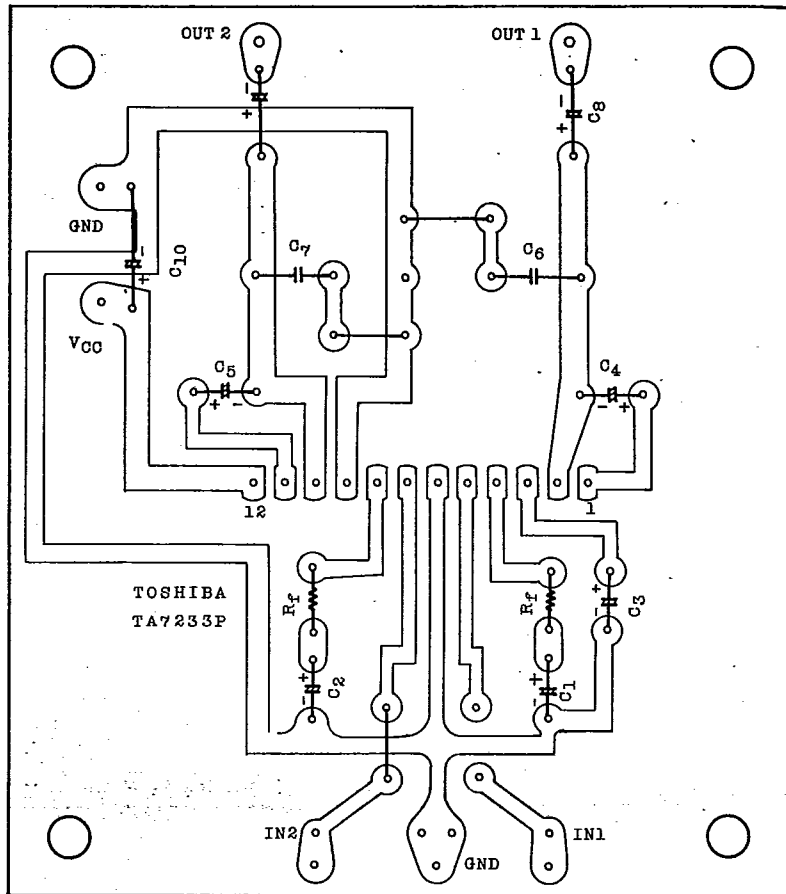 OUT 2
OUT 1
- +
- + C8
GND
- + C10
C7
C6
VCC
C5
+ -
C4
- +
12
1
TOSHIBA
TA7233P
Rf
Rf
+ - C3
+ - C2
+ - C1
IN2
GND
IN1